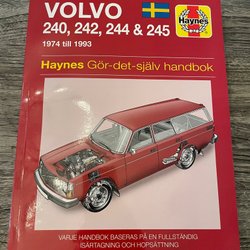 VOLVO
240, 242, 244 & 245
1974 till 1993
Haynes
Haynes Gör-det-själv handbok
VARJE HANDBOK BASERAS PÅ EN FULLSTÄNDIG
ISÄRTAGNING OCH HOPSÄTTNING